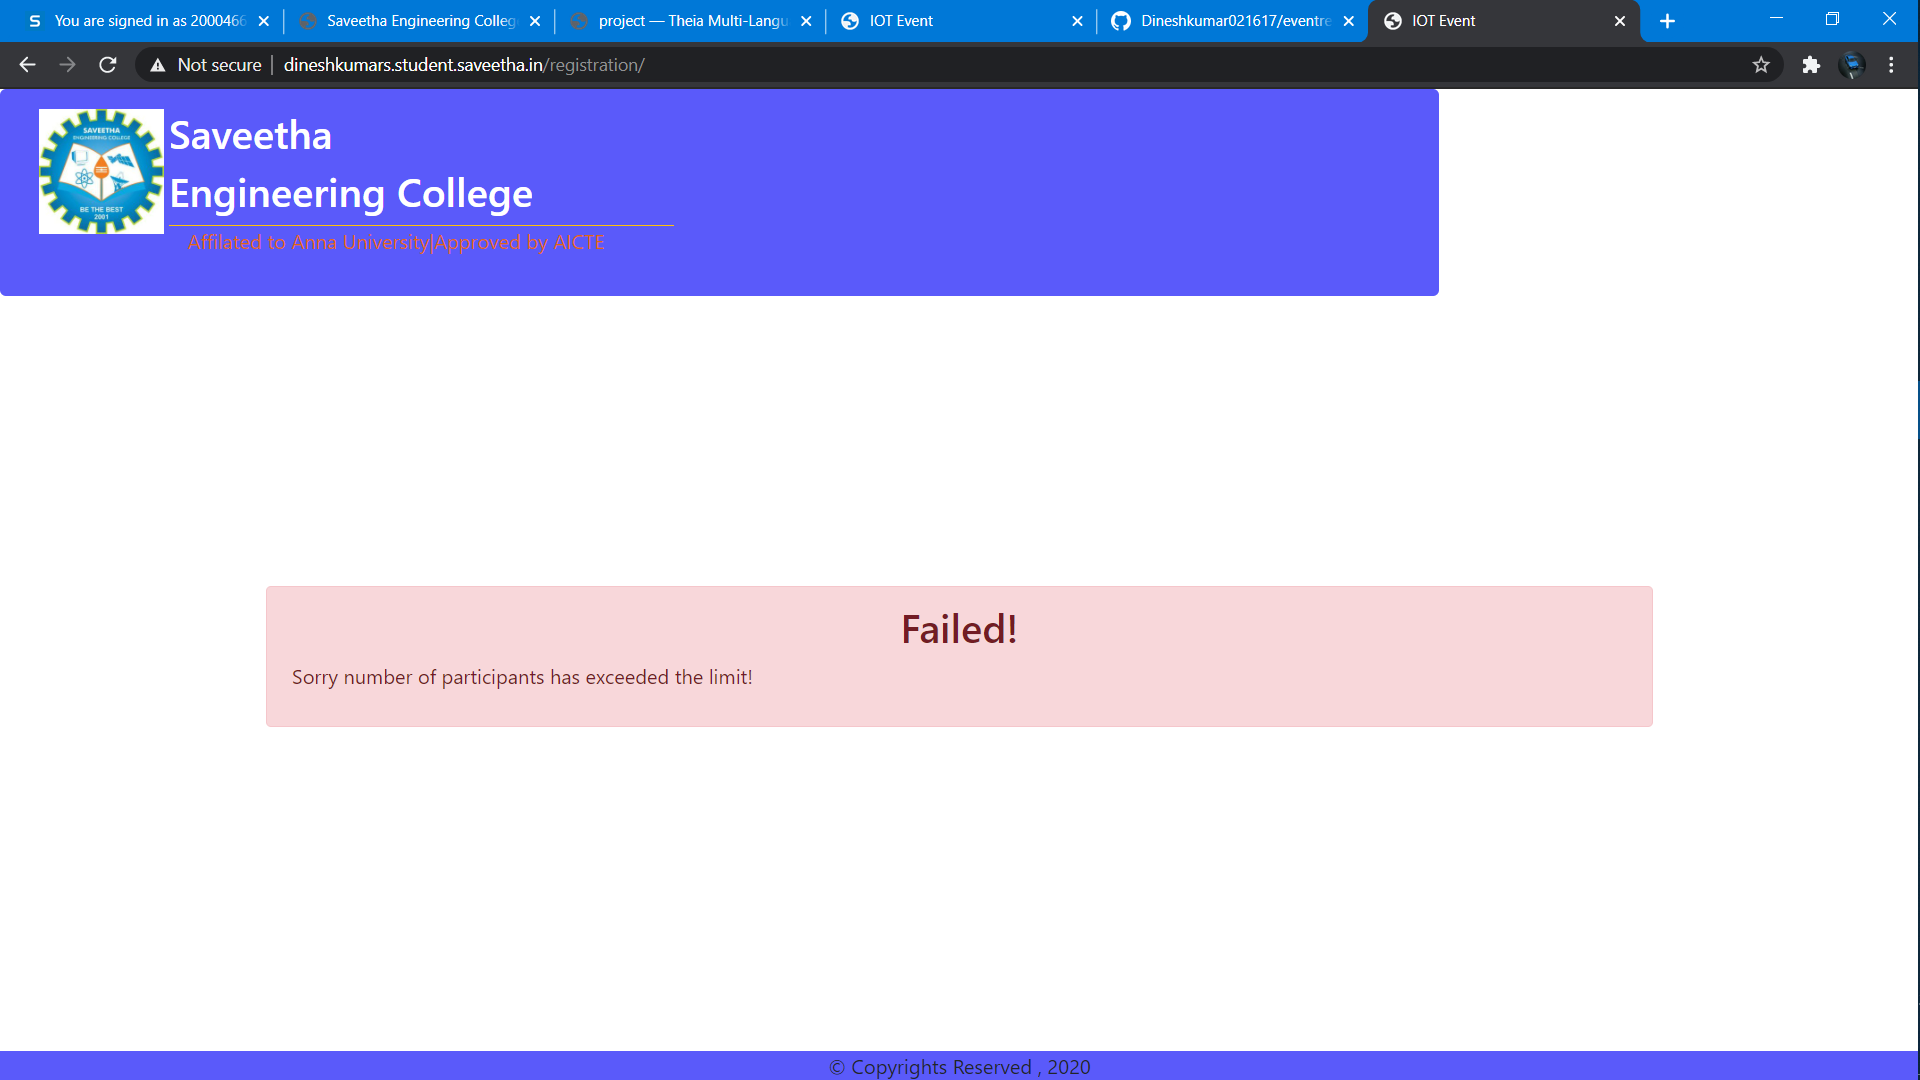 You are signed in as 2000466
Saveetha Engineering Colleg
project — Theia Multi-Langu
IOT Event
Dineshkumar021617/eventre
IOT Event
Not secure
dineshkumars.student.saveetha.in/registration/
SAVEETHA
ENGINEERING COLLEGE
BE THE BEST
2001
Saveetha
Engineering College
Affilated to Anna University|Approved by AICTE
Failed!
Sorry number of participants has exceeded the limit!
© Copyrights Reserved , 2020